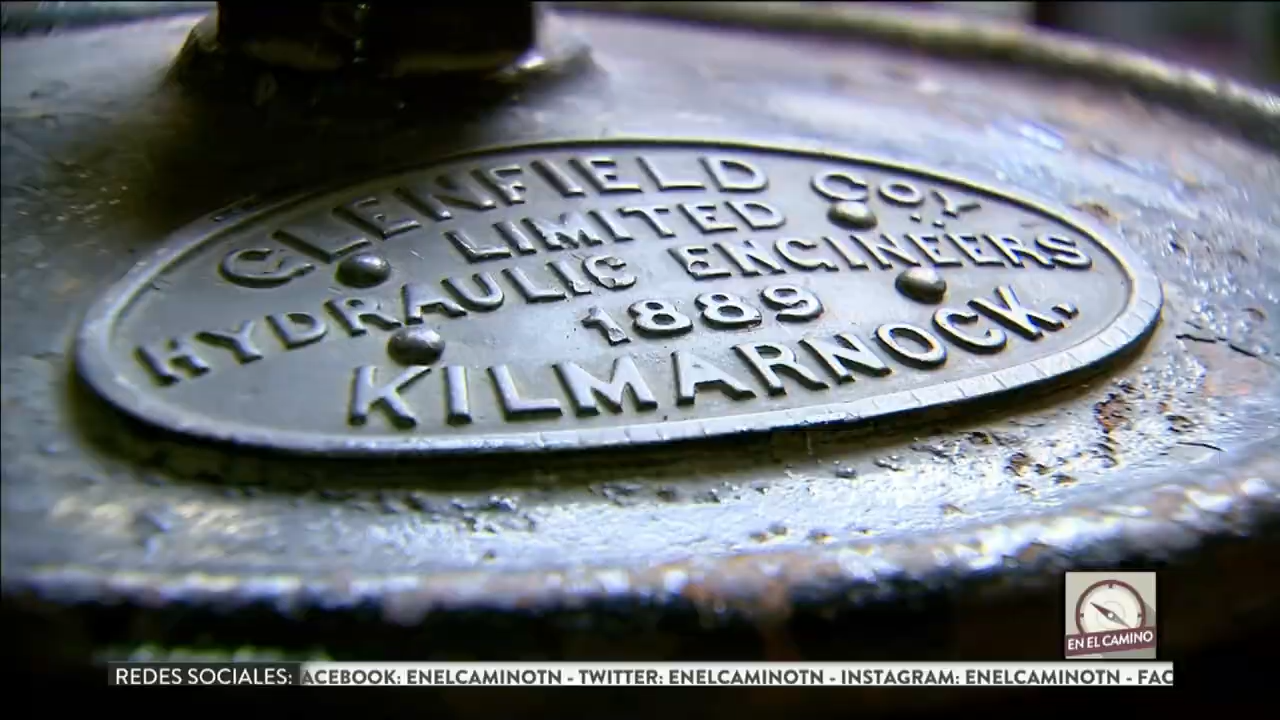 GLENFIELD Coy.
LIMITED
HYDRAULIC ENGINEERS
1889
KILMARNOCK.
EN EL CAMINO
REDES SOCIALES: ACEBOOK: ENELCAMINOTN - TWITTER: ENELCAMINOTN - INSTAGRAM: ENELCAMINOTN - FAC